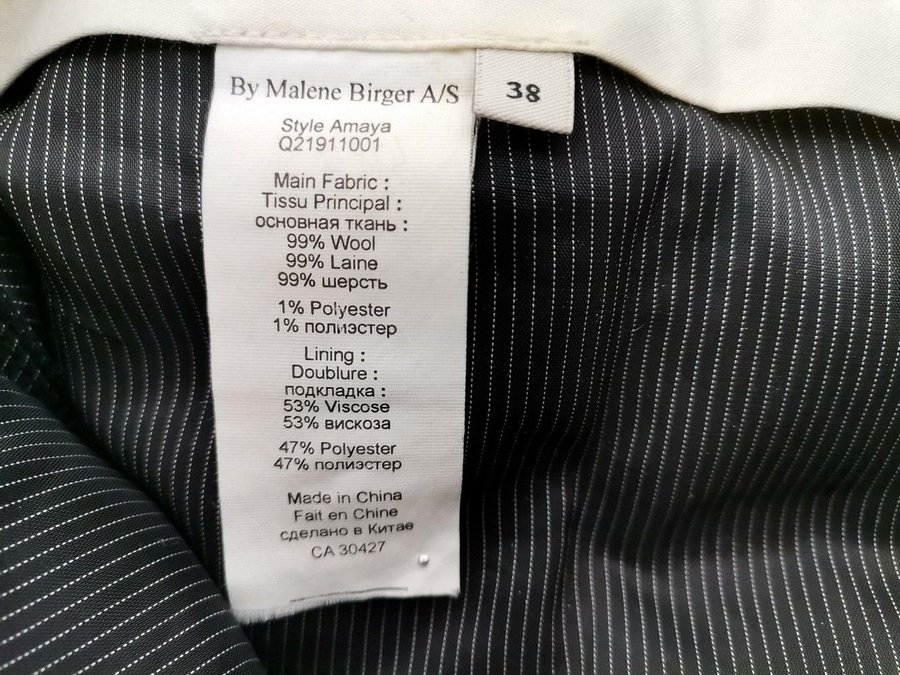 By Malene Birger A/S
38
Style Amaya
Q21911001
Main Fabric :
Tissu Principal :
основная ткань :
99% Wool
99% Laine
99% шерсть
1% Polyester
1% полиэстер
Lining :
Doublure :
подкладка :
53% Viscose
53% вискоза
47% Polyester
47% полиэстер
Made in China
Fait en Chine
сделано в Китае
CA 30427